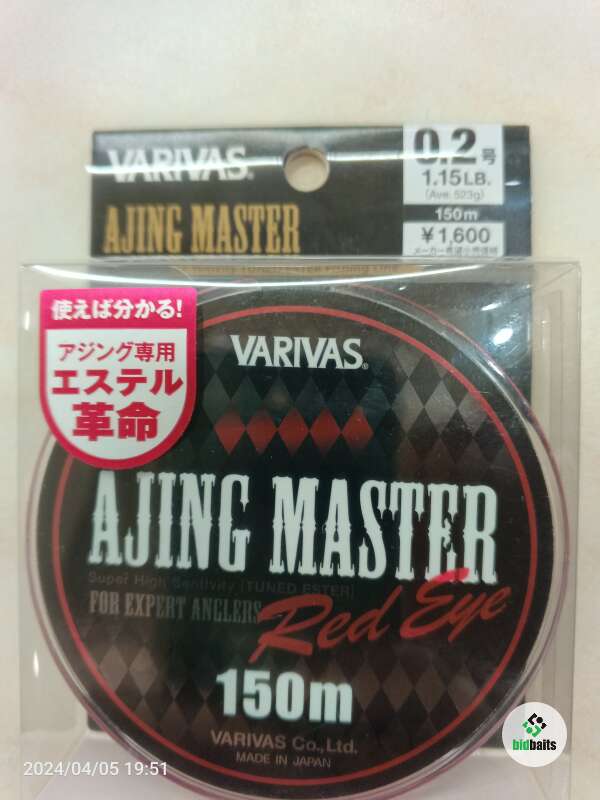 VARIVAS®
AJING MASTER
0.2号
1.15LB.
(Ave. 523g)
150m
¥1,600
メーカー希望小売価格
使えば分かる!
アジング専用
エステル
革命
VARIVAS®
AJING MASTER
Super High Sentivity [TUNED ESTER]
FOR EXPERT ANGLERS
Red Eye
150m
VARIVAS Co.,Ltd.
MADE IN JAPAN
2024/04/05 19:51
bidbaits